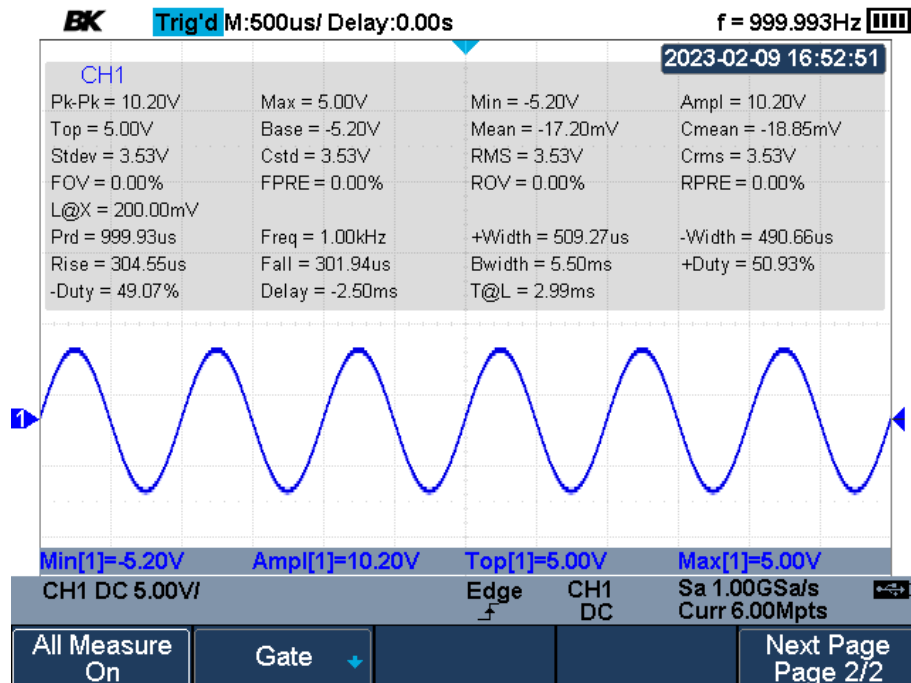 BK Trig'd M:500us/ Delay:0.00s f = 999.993Hz
2023-02-09 16:52:51
CH1
Pk-Pk = 10.20V Max = 5.00V Min = -5.20V Ampl = 10.20V
Top = 5.00V Base = -5.20V Mean = -17.20mV Cmean = -18.85mV
Stdev = 3.53V Cstd = 3.53V RMS = 3.53V Crms = 3.53V
FOV = 0.00% FPRE = 0.00% ROV = 0.00% RPRE = 0.00%
L@X = 200.00mV
Prd = 999.93us Freq = 1.00kHz +Width = 509.27us -Width = 490.66us
Rise = 304.55us Fall = 301.94us Bwidth = 5.50ms +Duty = 50.93%
-Duty = 49.07% Delay = -2.50ms T@L = 2.99ms
1
Min[1]=-5.20V Ampl[1]=10.20V Top[1]=5.00V Max[1]=5.00V
CH1 DC 5.00V/ Edge CH1 Sa 1.00GSa/s
DC Curr 6.00Mpts
All Measure Gate Next Page
On Page 2/2